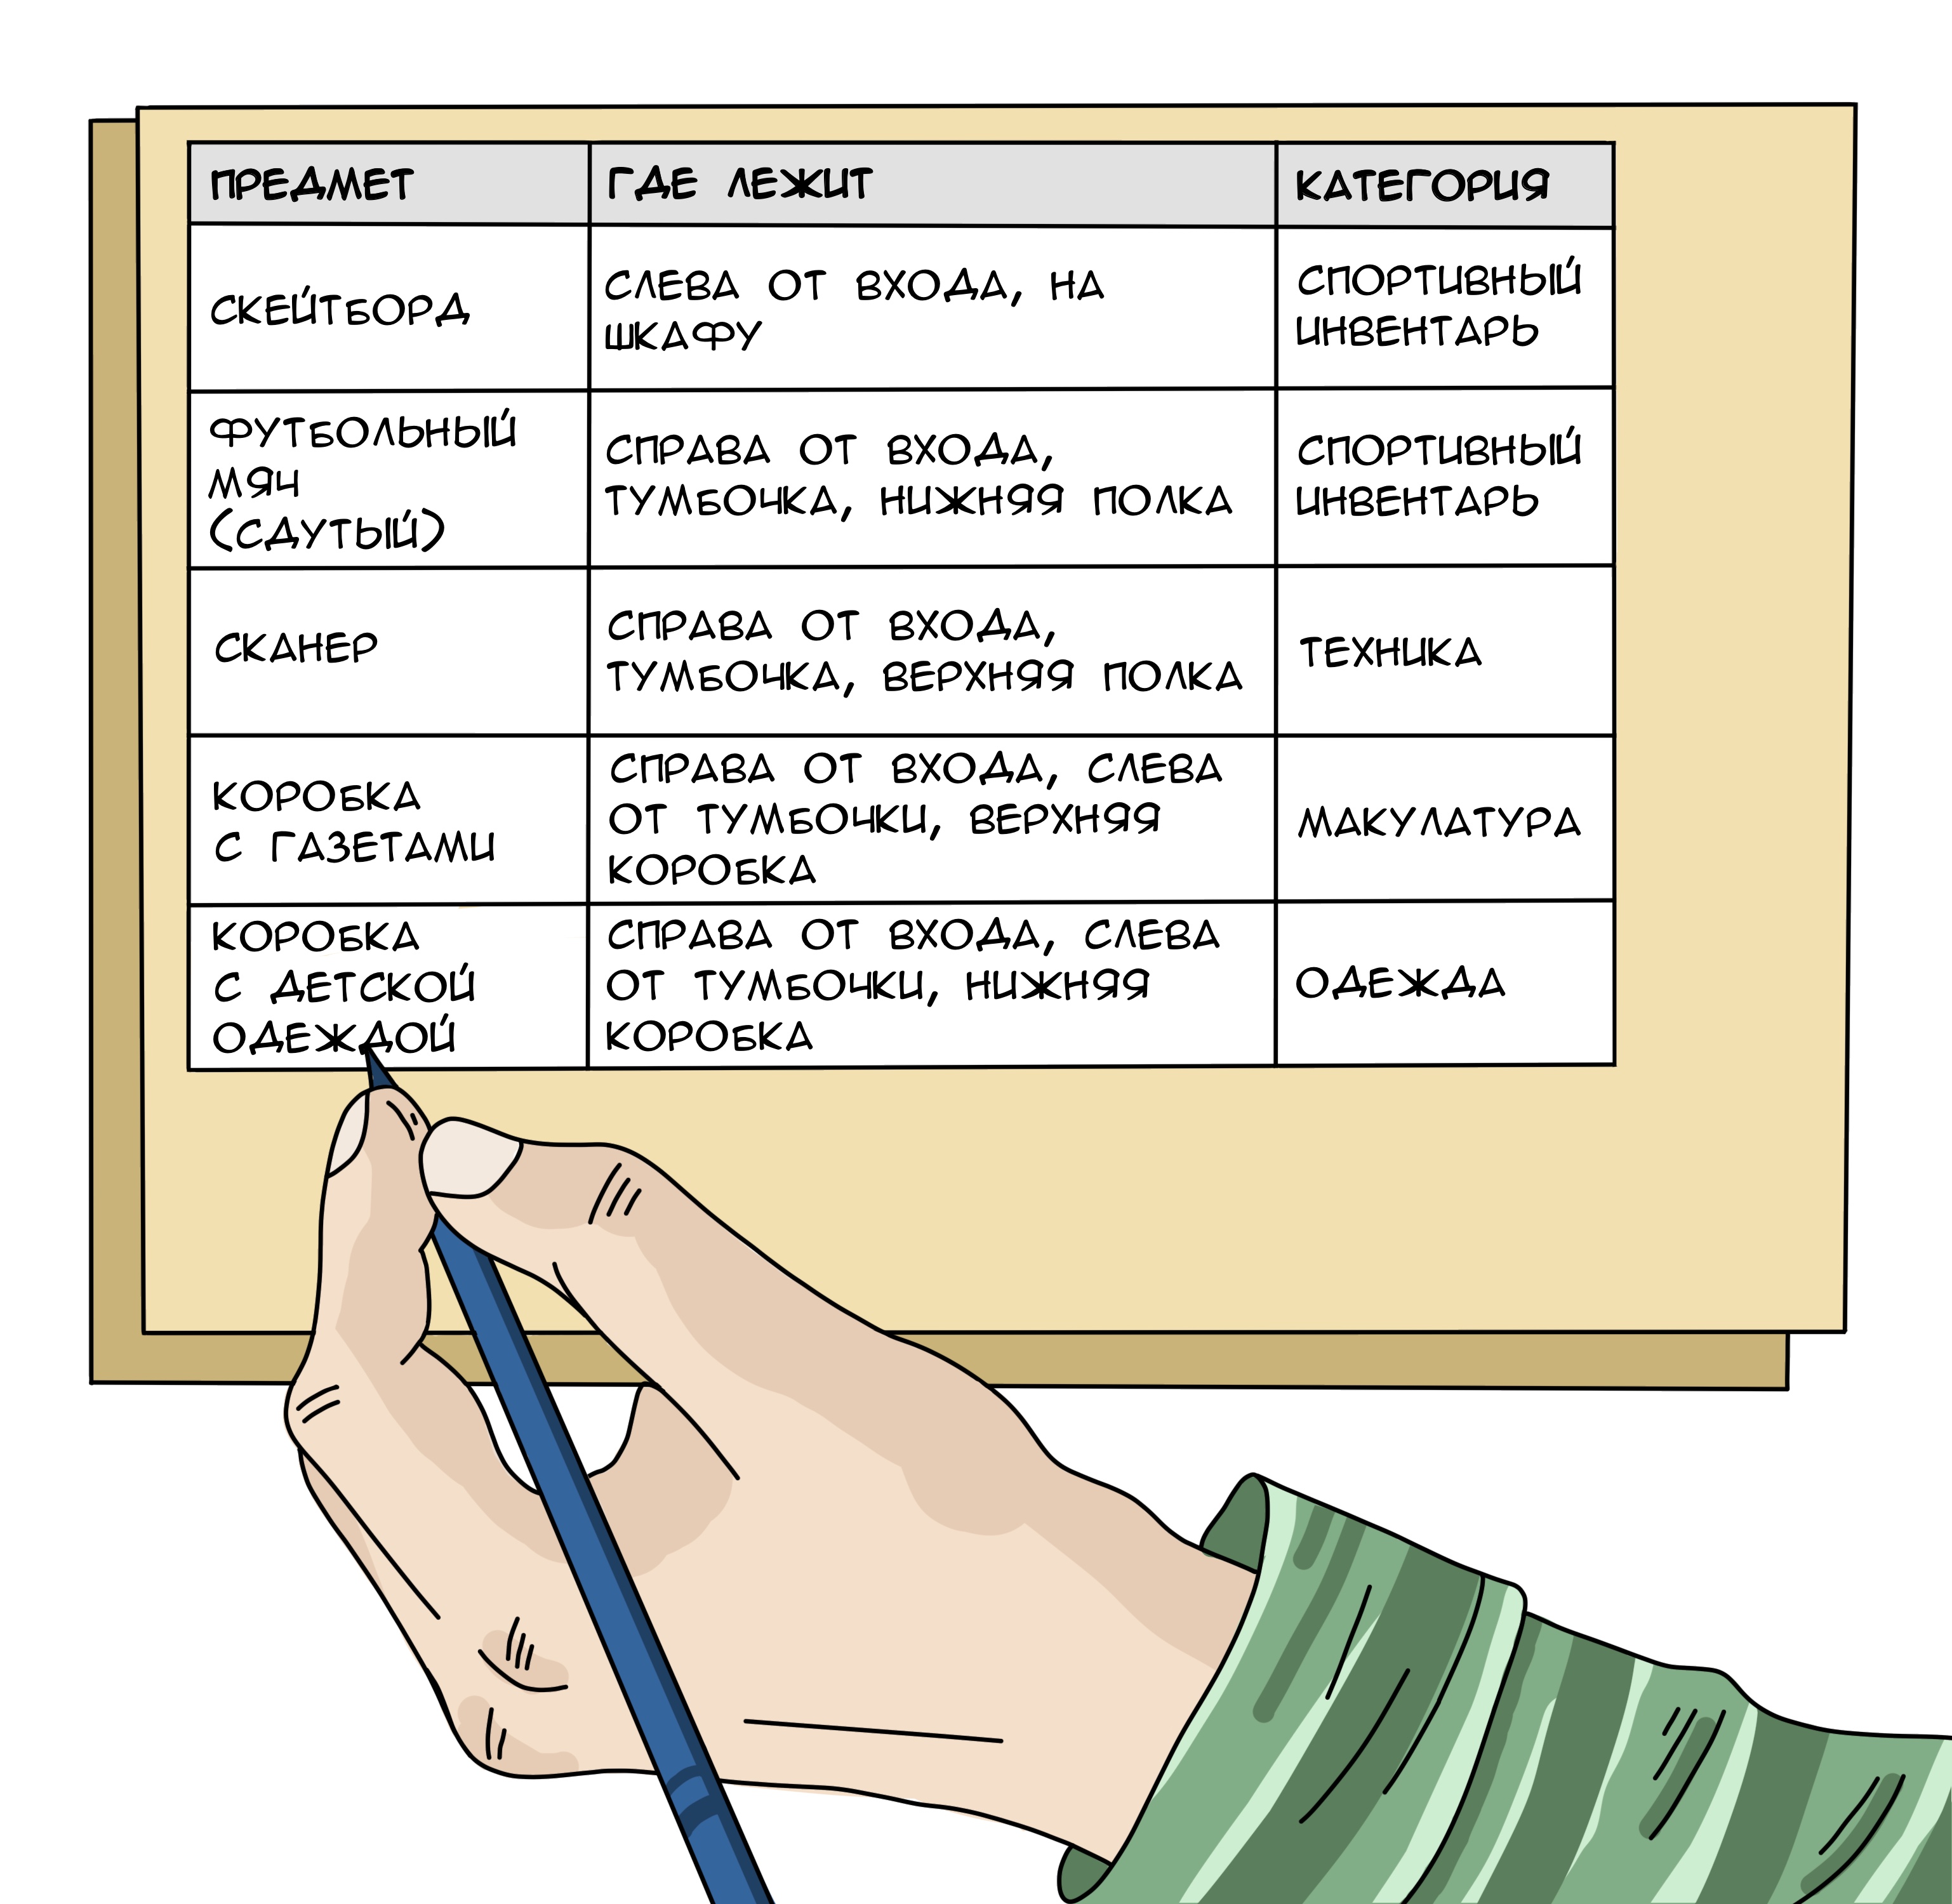 ПРЕДМЕТ
ГДЕ ЛЕЖИТ
КАТЕГОРИЯ
СКЕЙТБОРД
СЛЕВА ОТ ВХОДА, НА
ШКАФУ
СПОРТИВНЫЙ
ИНВЕНТАРЬ
ФУТБОЛЬНЫЙ
МЯЧ
(СДУТЫЙ)
СПРАВА ОТ ВХОДА,
ТУМБОЧКА, НИЖНЯЯ ПОЛКА
СПОРТИВНЫЙ
ИНВЕНТАРЬ
СКАНЕР
СПРАВА ОТ ВХОДА,
ТУМБОЧКА, ВЕРХНЯЯ ПОЛКА
ТЕХНИКА
КОРОБКА
С ГАЗЕТАМИ
СПРАВА ОТ ВХОДА, СЛЕВА
ОТ ТУМБОЧКИ, ВЕРХНЯЯ
КОРОБКА
МАКУЛАТУРА
КОРОБКА
С ДЕТСКОЙ
ОДЕЖДОЙ
СПРАВА ОТ ВХОДА, СЛЕВА
ОТ ТУМБОЧКИ, НИЖНЯЯ
КОРОБКА
ОДЕЖДА